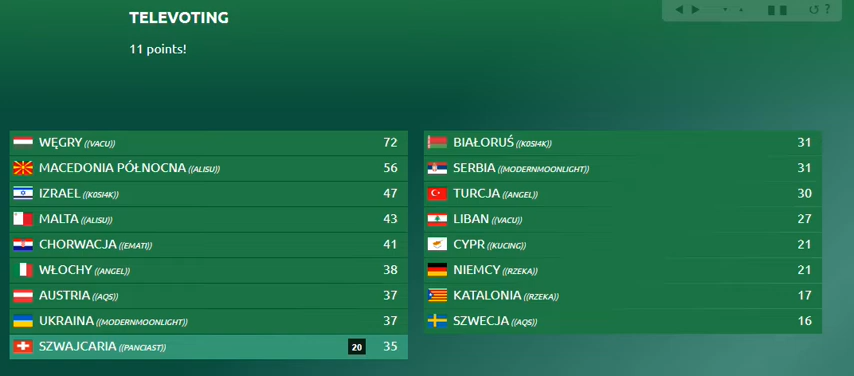 TELEVOTING
11 points!
?
WĘGRY ((VACU)) 72
MACEDONIA PÓŁNOCNA ((ALISU)) 56
IZRAEL ((K0SI4K)) 47
MALTA ((ALISU)) 43
CHORWACJA ((EMATI)) 41
WŁOCHY ((ANGEL)) 38
AUSTRIA ((AQS)) 37
UKRAINA ((MODERNMOONLIGHT)) 37
SZWAJCARIA ((PANCIAST)) 20 35
BIAŁORUŚ ((K0SI4K)) 31
SERBIA ((MODERNMOONLIGHT)) 31
TURCJA ((ANGEL)) 30
LIBAN ((VACU)) 27
CYPR ((KUCING)) 21
NIEMCY ((RZEKA)) 21
KATALONIA ((RZEKA)) 17
SZWECJA ((AQS)) 16